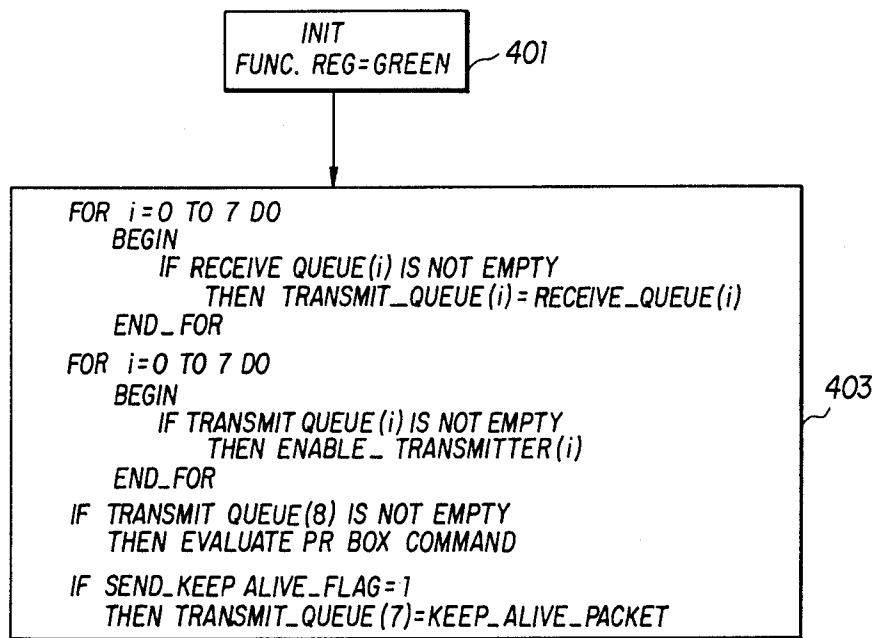 INIT
FUNC. REG=GREEN
401
FOR i=0 TO 7 DO
BEGIN
IF RECEIVE QUEUE(i) IS NOT EMPTY
THEN TRANSMIT_QUEUE(i)=RECEIVE_QUEUE(i)
END_FOR
FOR i=0 TO 7 DO
BEGIN
IF TRANSMIT QUEUE(i) IS NOT EMPTY
THEN ENABLE_ TRANSMITTER(i)
END_FOR
IF TRANSMIT QUEUE(8) IS NOT EMPTY
THEN EVALUATE PR BOX COMMAND
IF SEND_KEEP ALIVE_FLAG=1
THEN TRANSMIT_QUEUE(7)=KEEP_ALIVE_PACKET
403